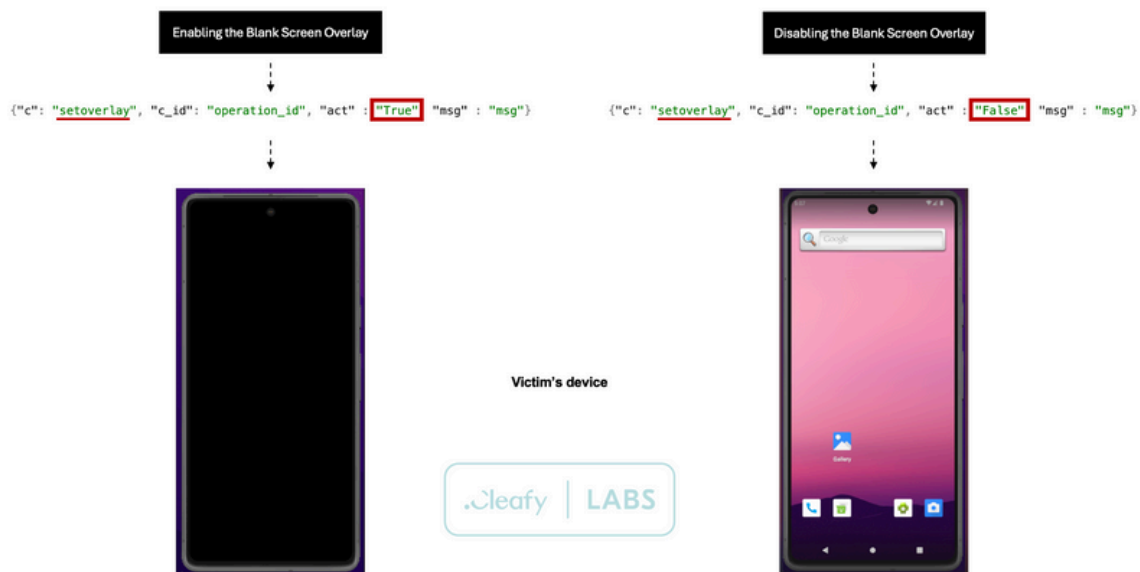 Enabling the Blank Screen Overlay
{"c": "setoverlay", "c_id": "operation_id", "act" : "True" "msg" : "msg"}
Disabling the Blank Screen Overlay
{"c": "setoverlay", "c_id": "operation_id", "act" : "False" "msg" : "msg"}
Google
Gallery
Victim's device
.Cleafy | LABS